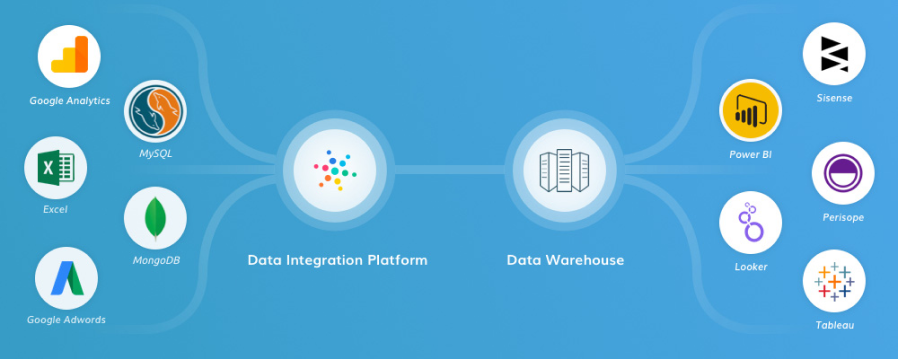 Google Analytics
MySQL
Excel
MongoDB
Google Adwords
Data Integration Platform
Data Warehouse
Sisense
Power BI
Perisope
Looker
Tableau